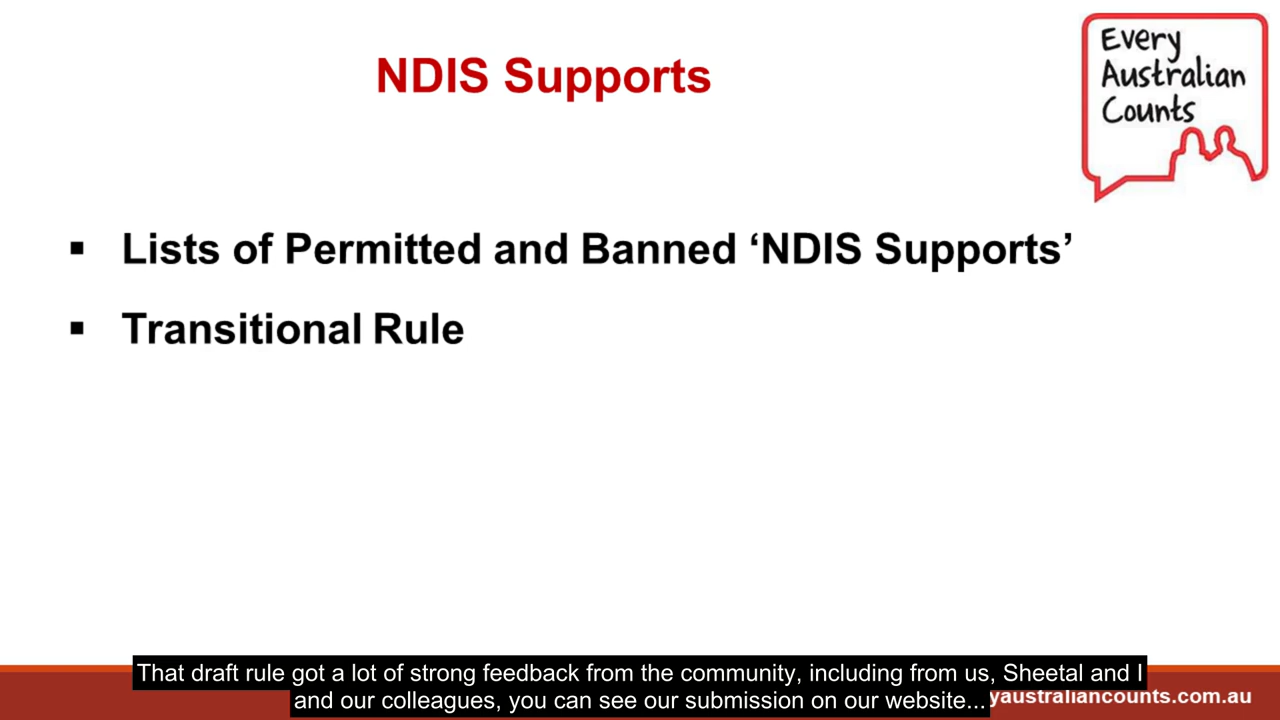 NDIS Supports
Every
Australian
Counts
▪ Lists of Permitted and Banned ‘NDIS Supports’
▪ Transitional Rule
That draft rule got a lot of strong feedback from the community, including from us, Sheetal and I
and our colleagues, you can see our submission on our website...
yaustraliancounts.com.au